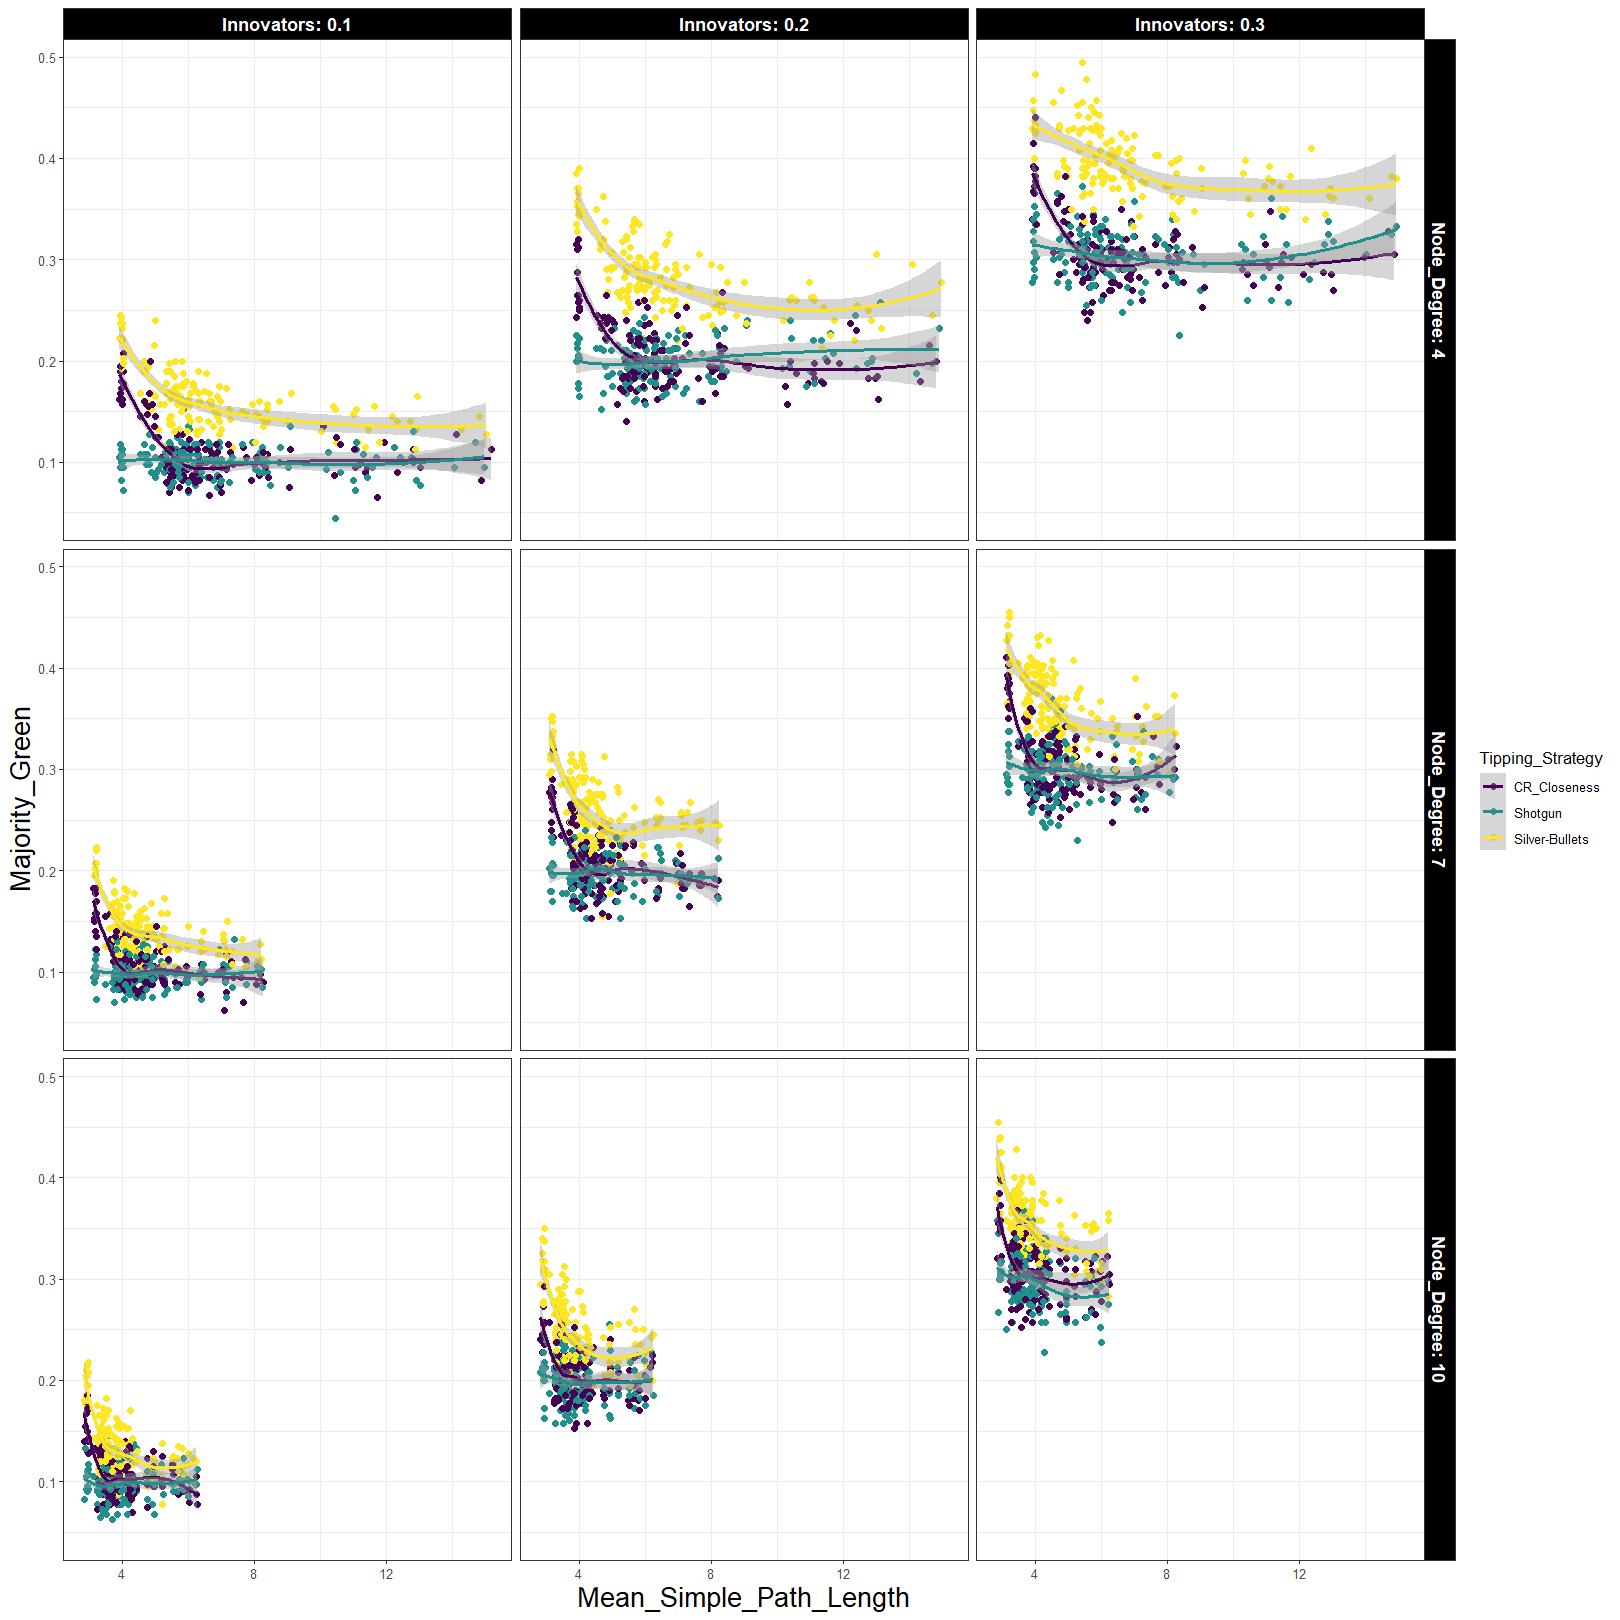 Innovators: 0.1
Innovators: 0.2
Innovators: 0.3
0.5
0.4
0.3
0.2
0.1
Node_Degree: 4
0.5
0.4
0.3
0.2
0.1
Node_Degree: 7
0.5
0.4
0.3
0.2
0.1
Node_Degree: 10
Majority_Green
4
8
12
4
8
12
4
8
12
Mean_Simple_Path_Length
Tipping_Strategy
CR_Closeness
Shotgun
Silver-Bullets